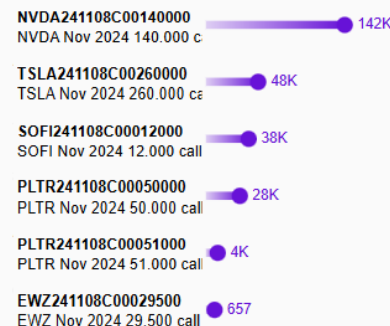 NVDA241108C00140000
142K
NVDA Nov 2024 140.000 c
TSLA241108C00260000
48K
TSLA Nov 2024 260.000 ca
SOFI241108C00012000
38K
SOFI Nov 2024 12.000 call
PLTR241108C00050000
28K
PLTR Nov 2024 50.000 call
PLTR241108C00051000
4K
PLTR Nov 2024 51.000 call
EWZ241108C00029500
657
EWZ Nov 2024 29.500 call